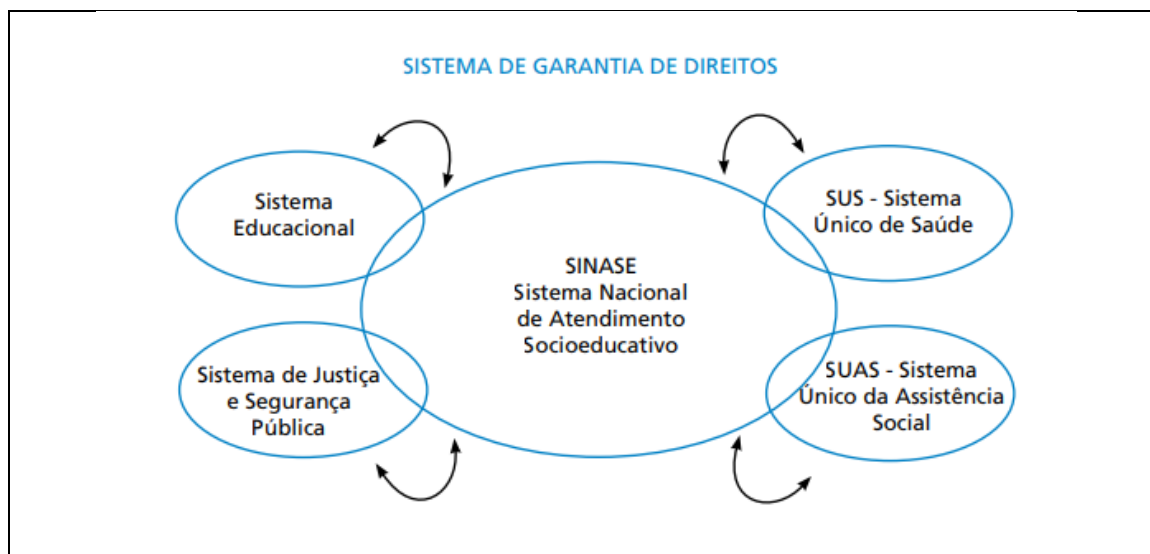 SISTEMA DE GARANTIA DE DIREITOS
Sistema
Educacional
SUS - Sistema
Único de Saúde
SINASE
Sistema Nacional
de Atendimento
Socioeducativo
Sistema de Justiça
e Segurança
Pública
SUAS - Sistema
Único da Assistência
Social